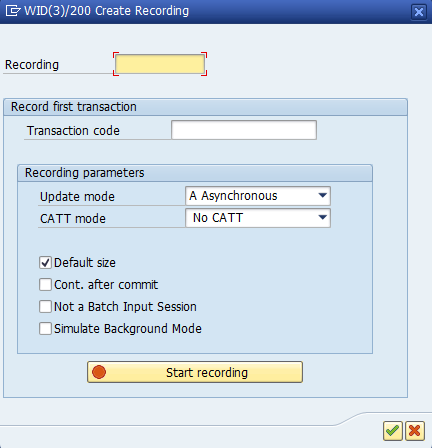 WID(3)/200 Create Recording
Recording
Record first transaction
Transaction code
Recording parameters
Update mode A Asynchronous
CATT mode No CATT
Default size
Cont. after commit
Not a Batch Input Session
Simulate Background Mode
Start recording